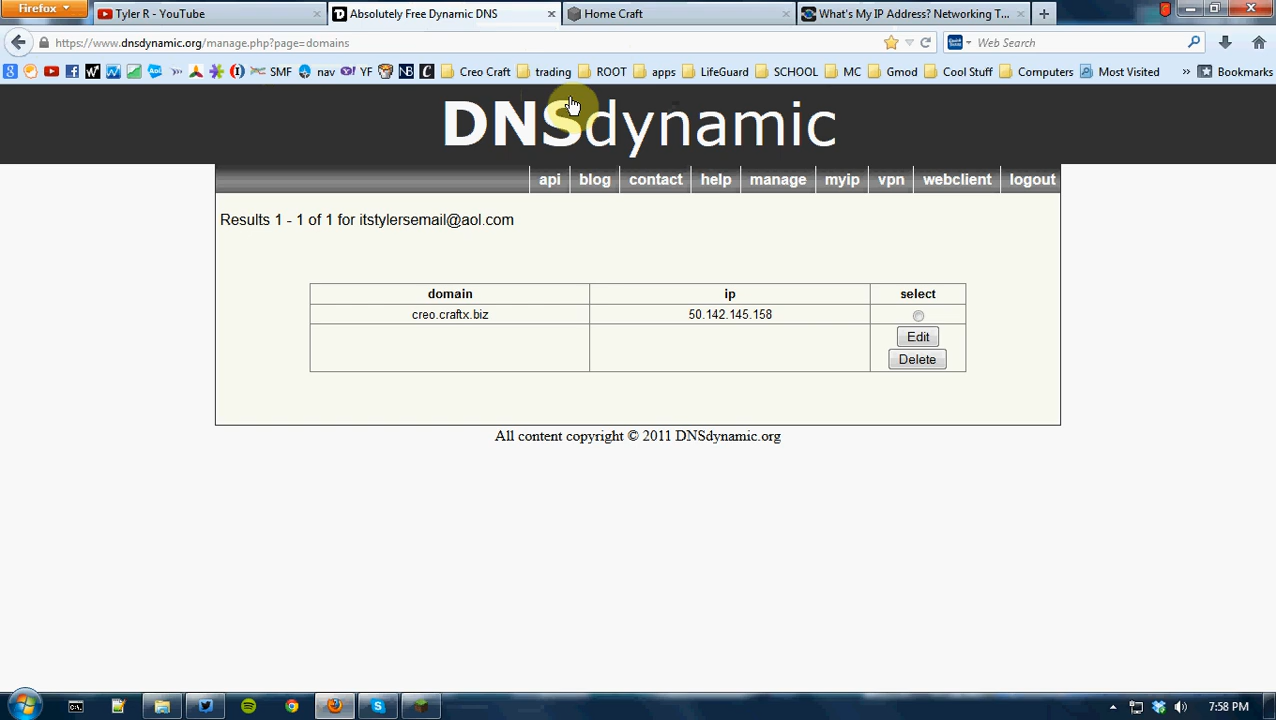 Firefox
Tyler R - YouTube
Absolutely Free Dynamic DNS
Home Craft
What's My IP Address? Networking T...
https://www.dnsdynamic.org/manage.php?page=domains
Web Search
SMF
nav
YF
Creo Craft
trading
ROOT
apps
LifeGuard
SCHOOL
MC
Gmod
Cool Stuff
Computers
Most Visited
Bookmarks
DNSdynamic
api
blog
contact
help
manage
myip
vpn
webclient
logout
Results 1 - 1 of 1 for itstylersemail@aol.com
domain ip select
creo.craftx.biz 50.142.145.158
Edit
Delete
All content copyright © 2011 DNSdynamic.org
7:58 PM